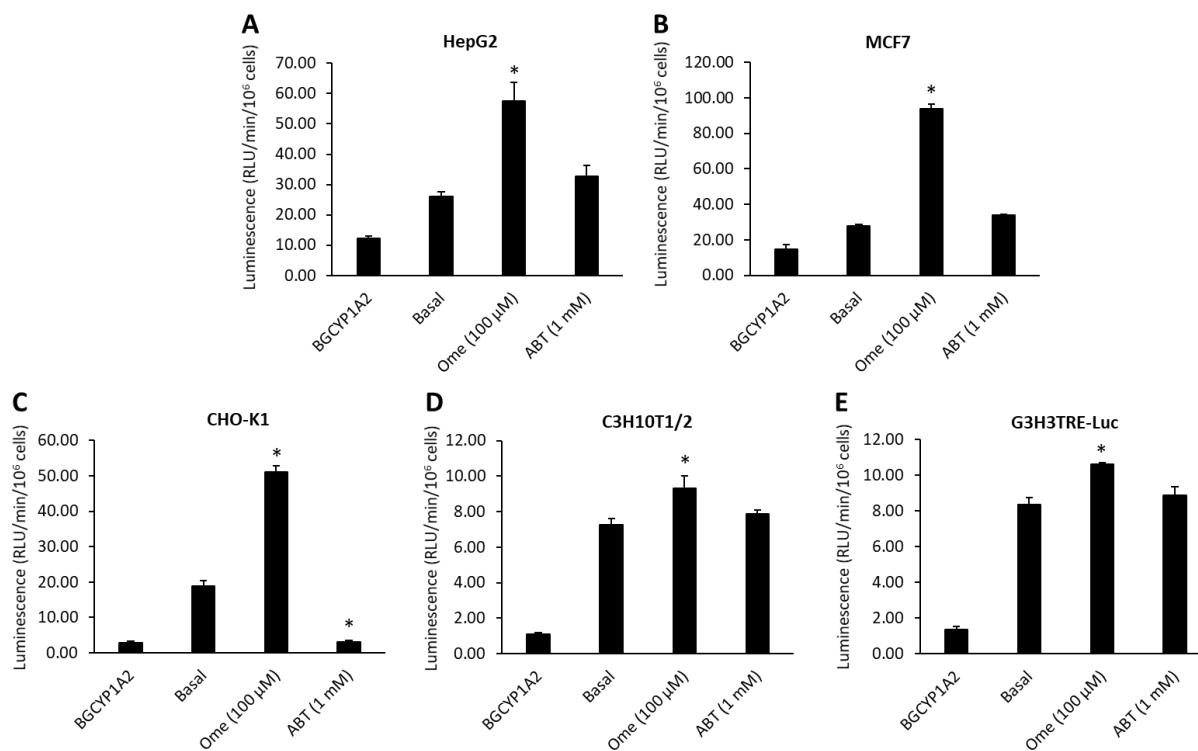 A
HepG2
Luminescence (RLU/min/10⁶ cells)
70.00
60.00
50.00
40.00
30.00
20.00
10.00
0.00
*
BGCYP1A2
Basal
Ome (100 µM)
ABT (1 mM)
B
MCF7
Luminescence (RLU/min/10⁶ cells)
120.00
100.00
80.00
60.00
40.00
20.00
0.00
*
BGCYP1A2
Basal
Ome (100 µM)
ABT (1 mM)
C
CHO-K1
Luminescence (RLU/min/10⁶ cells)
60.00
50.00
40.00
30.00
20.00
10.00
0.00
*
*
BGCYP1A2
Basal
Ome (100 µM)
ABT (1 mM)
D
C3H10T1/2
Luminescence (RLU/min/10⁶ cells)
12.00
10.00
8.00
6.00
4.00
2.00
0.00
*
BGCYP1A2
Basal
Ome (100 µM)
ABT (1 mM)
E
G3H3TRE-Luc
Luminescence (RLU/min/10⁶ cells)
12.00
10.00
8.00
6.00
4.00
2.00
0.00
*
BGCYP1A2
Basal
Ome (100 µM)
ABT (1 mM)